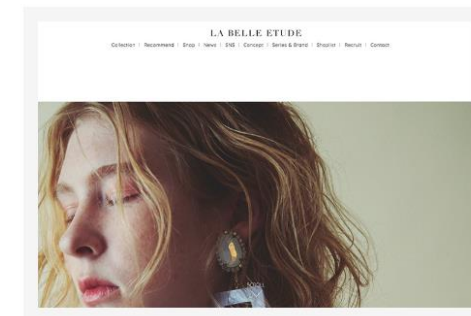 LA BELLE ETUDE
Collection | Recommend | Shop | News | SNS | Concept | Series & Brand | Shoplist | Recruit | Contact